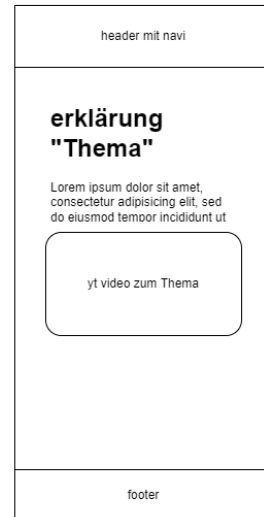 header mit navi
erklärung
"Thema"
Lorem ipsum dolor sit amet,
consectetur adipisicing elit, sed
do eiusmod tempor incididunt ut
yt video zum Thema
footer